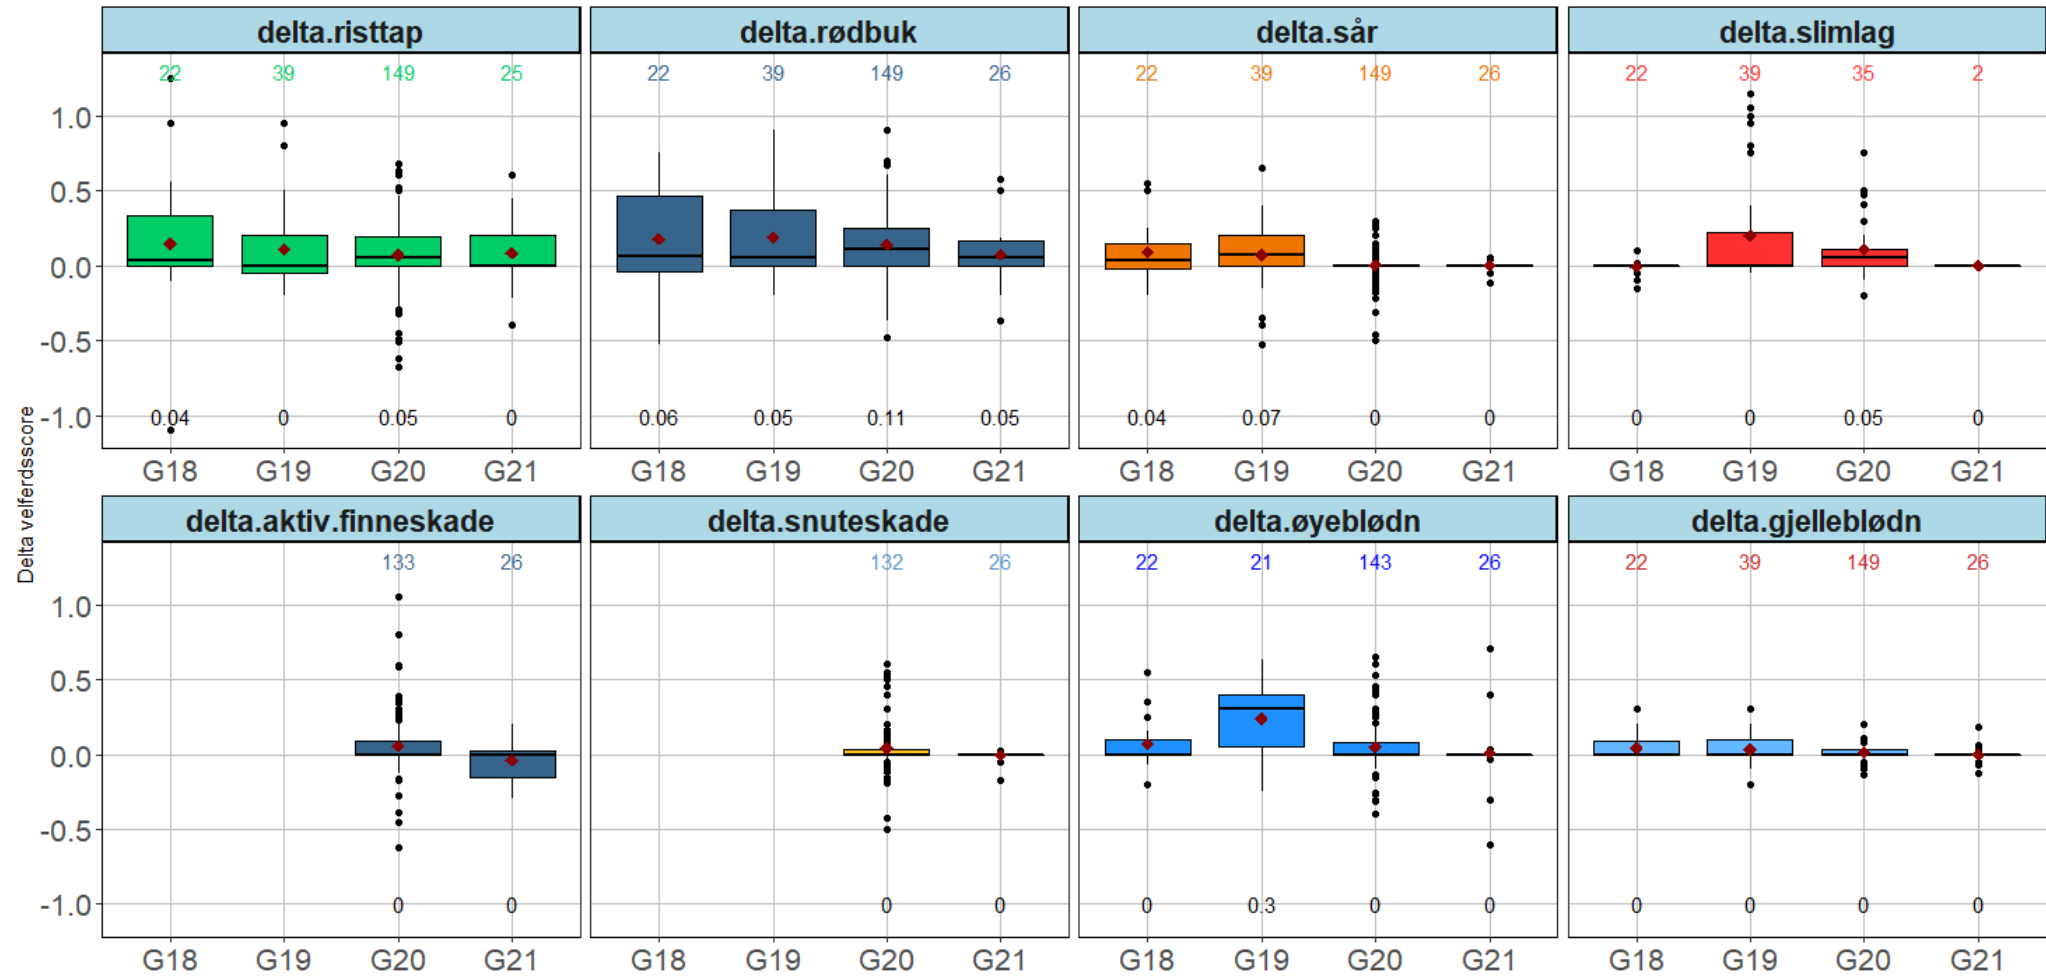 delta.risttap delta.rødbuk delta.sår delta.slimlag
22 39 149 25 22 39 149 26 22 39 149 26 22 39 35 2
1.0
0.5
0.0
-0.5
-1.0
0.04 0 0.05 0 0.06 0.05 0.11 0.05 0.04 0.07 0 0 0 0 0.05 0
G18 G19 G20 G21 G18 G19 G20 G21 G18 G19 G20 G21 G18 G19 G20 G21
Delta velferdsscore
delta.aktiv.finneskade delta.snuteskade delta.øyeblødn delta.gjelleblødn
133 26 132 26 22 21 143 26 22 39 149 26
1.0
0.5
0.0
-0.5
-1.0
0 0 0 0 0 0.3 0 0 0 0 0 0
G18 G19 G20 G21 G18 G19 G20 G21 G18 G19 G20 G21 G18 G19 G20 G21